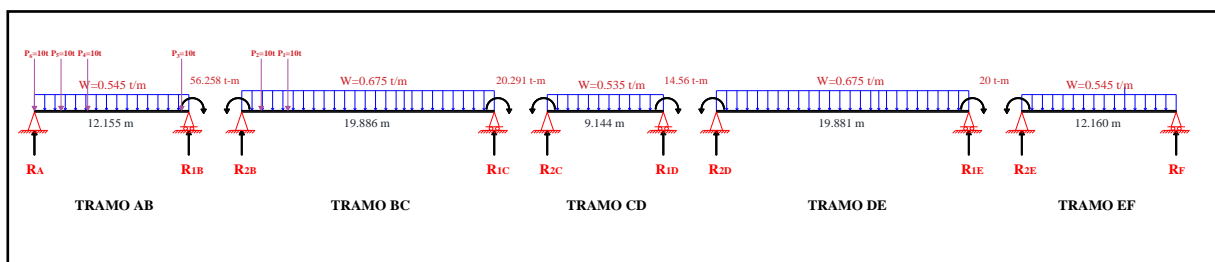 P₆=10t P₅=10t P₄=10t P₃=10t P₂=10t P₁=10t
W=0.545 t/m 56.258 t-m W=0.675 t/m 20.291 t-m W=0.535 t/m 14.56 t-m W=0.675 t/m 20 t-m W=0.545 t/m
12.155 m 19.886 m 9.144 m 19.881 m 12.160 m
RA R1B R2B R1C R2C R1D R2D R1E R2E RF
TRAMO AB TRAMO BC TRAMO CD TRAMO DE TRAMO EF